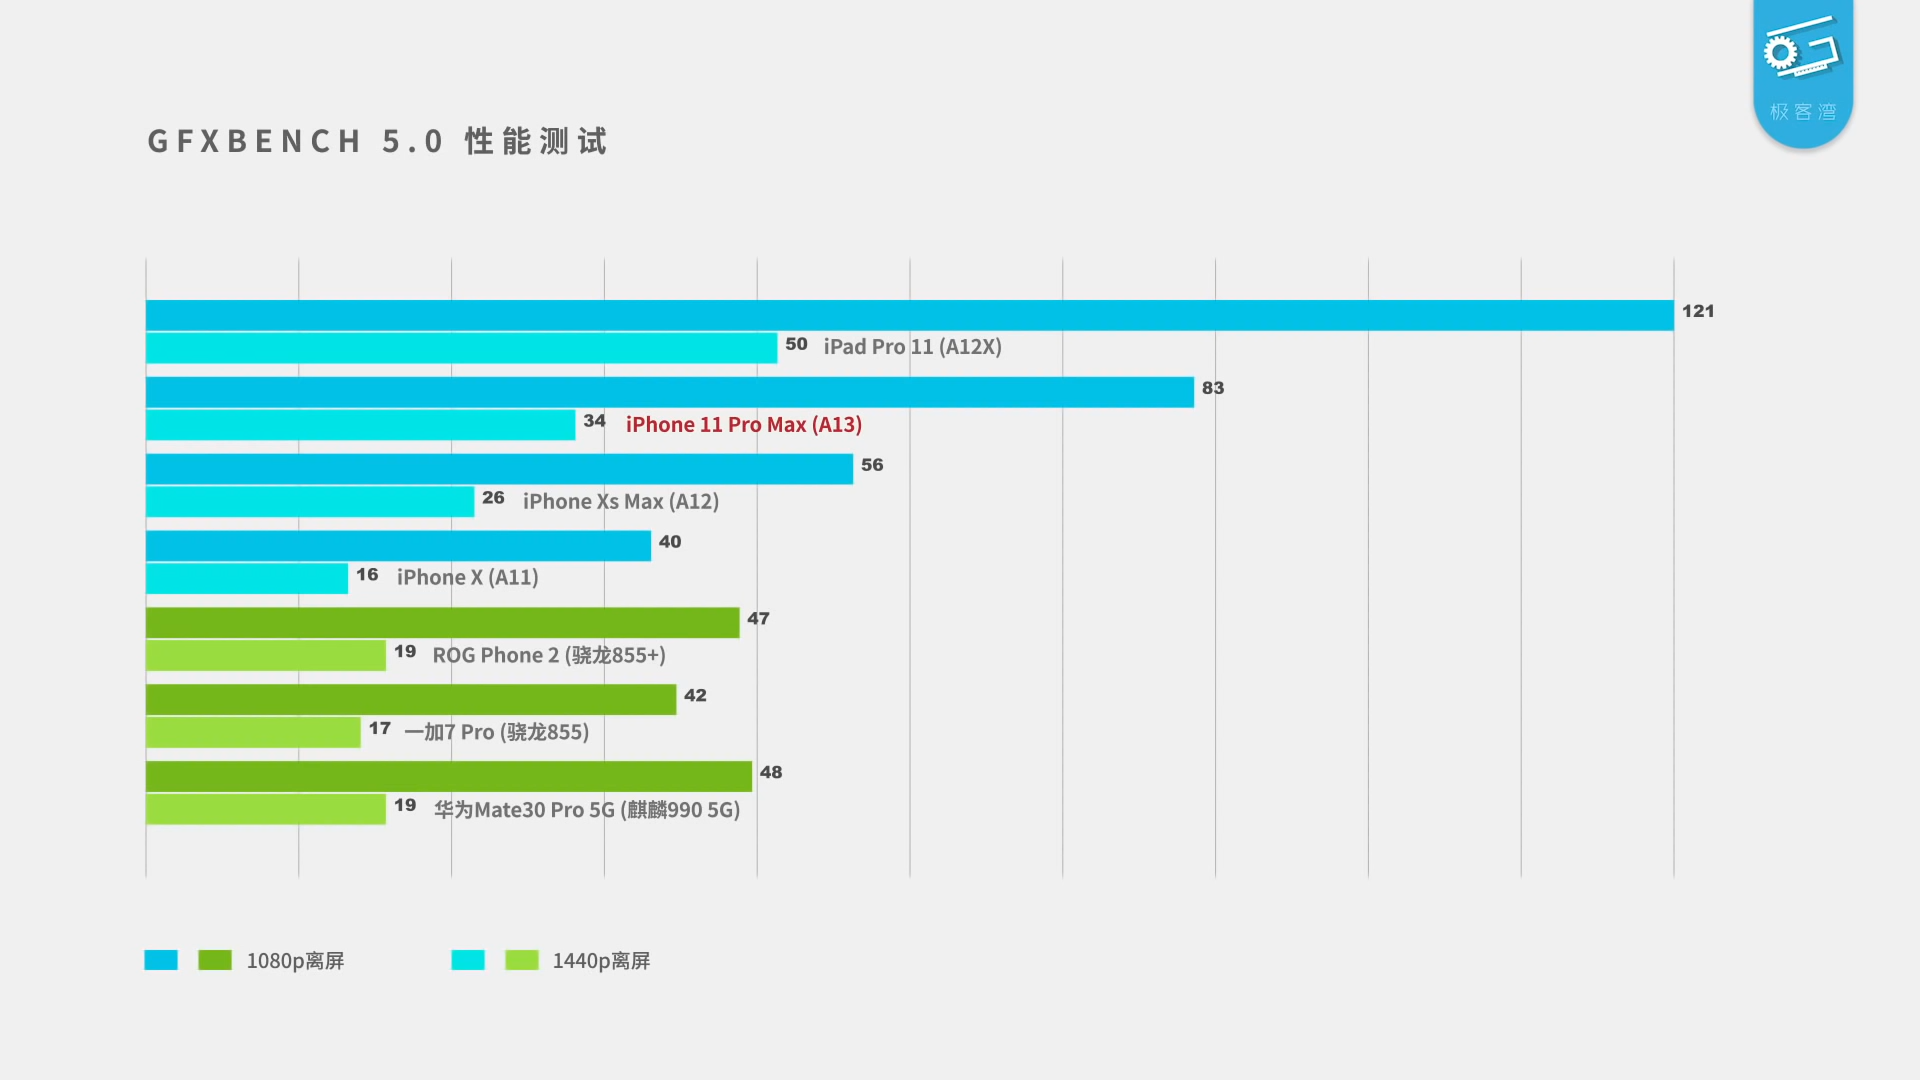 极客湾
GFXBENCH 5.0 性能测试
121
50 iPad Pro 11 (A12X)
83
34 iPhone 11 Pro Max (A13)
56
26 iPhone Xs Max (A12)
40
16 iPhone X (A11)
47
19 ROG Phone 2 (骁龙855+)
42
17 一加7 Pro (骁龙855)
48
19 华为Mate30 Pro 5G (麒麟990 5G)
1080p离屏 1440p离屏